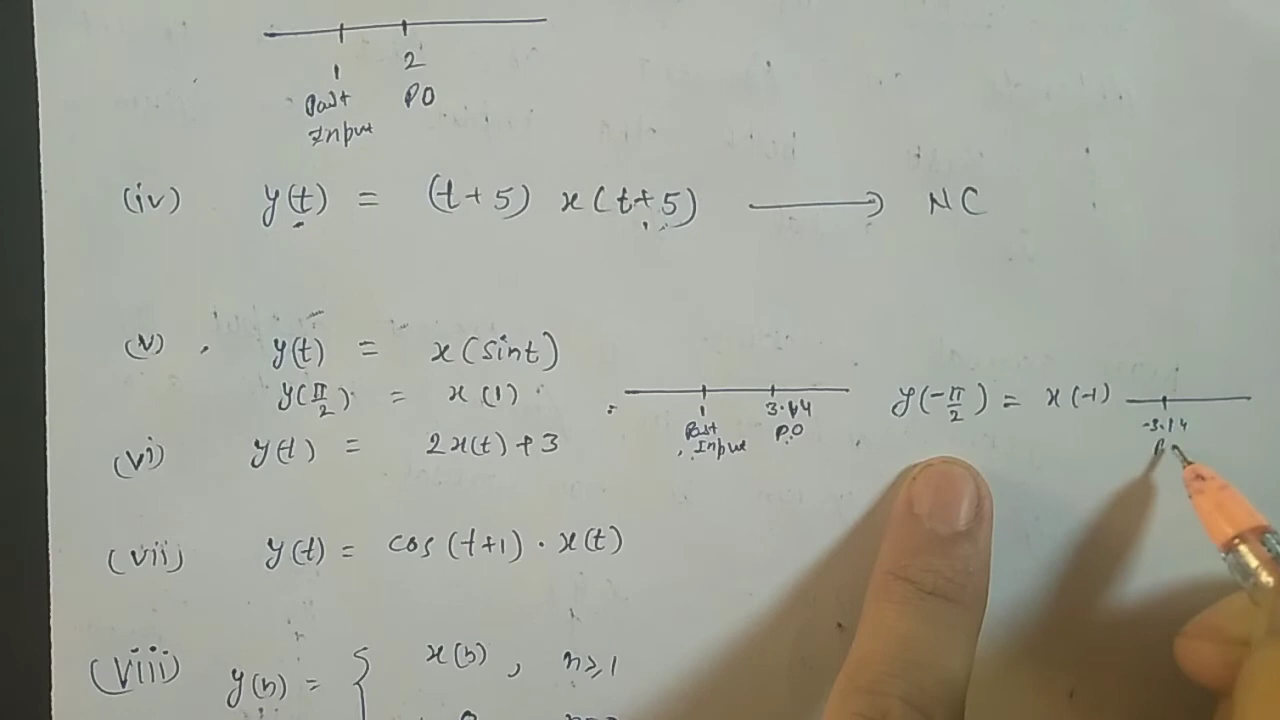 1 2
Past PO
Input
(iv) y(t) = (t+5) x(t+5) ⟶ NC
(v) y(t) = x(sint)
y(π/2) = x(1) 1 3.14 y(-π/2) = x(-1) -3.14
Past P.O
Input
(vi) y(t) = 2x(t)+3
(vii) y(t) = cos(t+1)·x(t)
(viii) y(n) = { x(n), n≥1